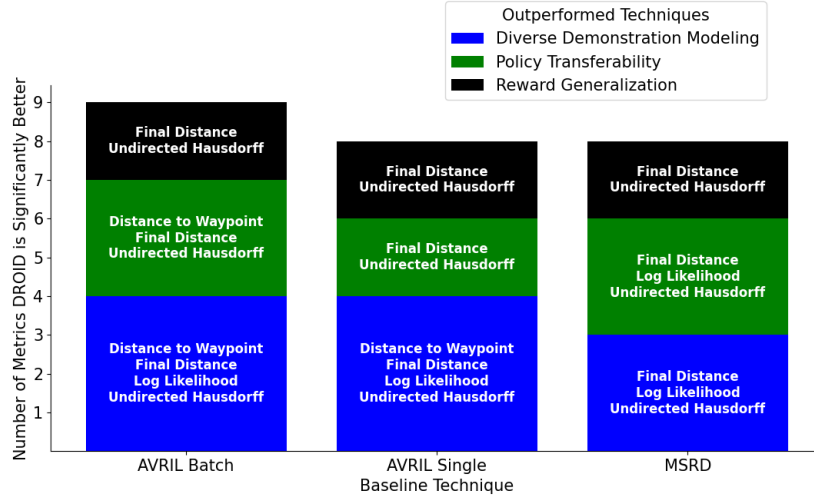 Outperformed Techniques
Diverse Demonstration Modeling
Policy Transferability
Reward Generalization
Number of Metrics DROID is Significantly Better
9
8
7
6
5
4
3
2
1
Final Distance
Undirected Hausdorff
Distance to Waypoint
Final Distance
Undirected Hausdorff
Distance to Waypoint
Final Distance
Log Likelihood
Undirected Hausdorff
Final Distance
Undirected Hausdorff
Final Distance
Undirected Hausdorff
Distance to Waypoint
Final Distance
Log Likelihood
Undirected Hausdorff
Final Distance
Undirected Hausdorff
Final Distance
Log Likelihood
Undirected Hausdorff
Final Distance
Log Likelihood
Undirected Hausdorff
AVRIL Batch
AVRIL Single
MSRD
Baseline Technique